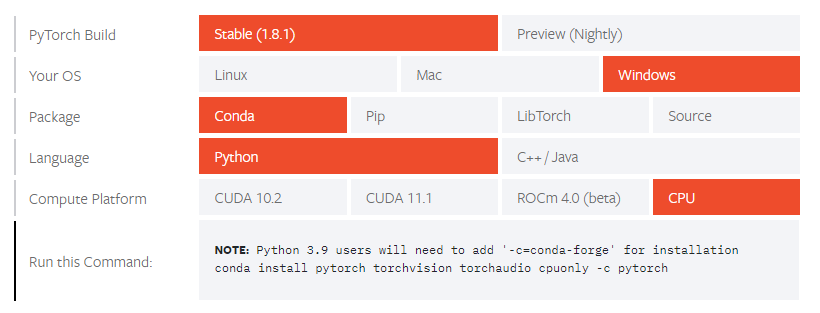 PyTorch Build Stable (1.8.1) Preview (Nightly)
Your OS Linux Mac Windows
Package Conda Pip LibTorch Source
Language Python C++ / Java
Compute Platform CUDA 10.2 CUDA 11.1 ROCm 4.0 (beta) CPU
Run this Command:
NOTE: Python 3.9 users will need to add '-c=conda-forge' for installation
conda install pytorch torchvision torchaudio cpuonly -c pytorch